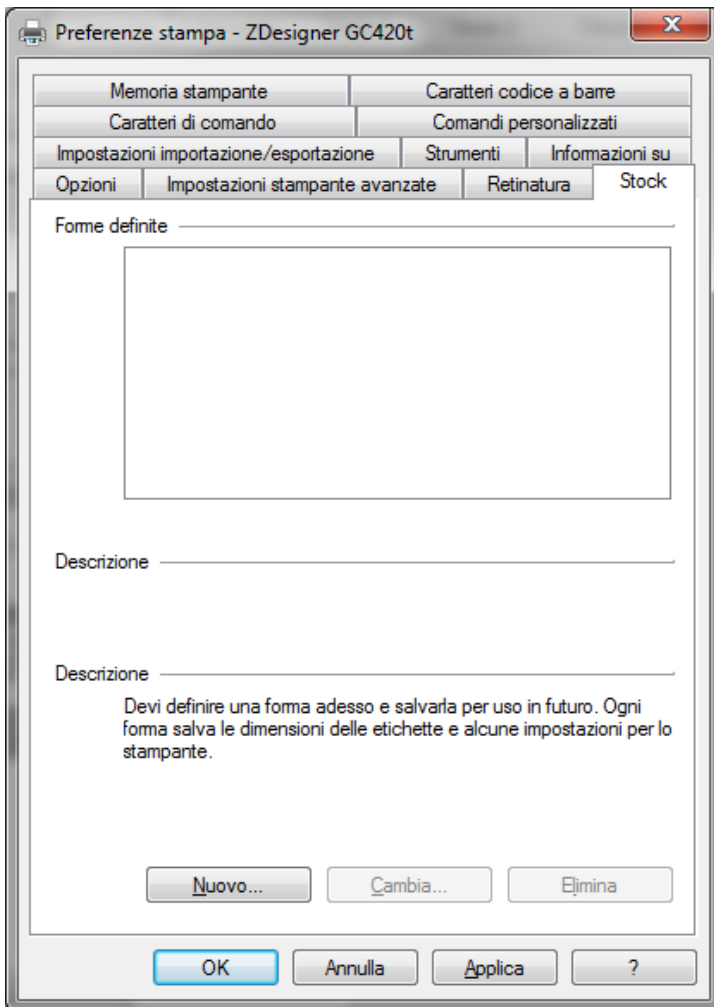 Preferenze stampa - ZDesigner GC420t
Memoria stampante
Caratteri codice a barre
Caratteri di comando
Comandi personalizzati
Impostazioni importazione/esportazione
Strumenti
Informazioni su
Opzioni
Impostazioni stampante avanzate
Retinatura
Stock
Forme definite
Descrizione
Descrizione
Devi definire una forma adesso e salvarla per uso in futuro. Ogni
forma salva le dimensioni delle etichette e alcune impostazioni per lo
stampante.
Nuovo...
Cambia...
Elimina
OK
Annulla
Applica
?